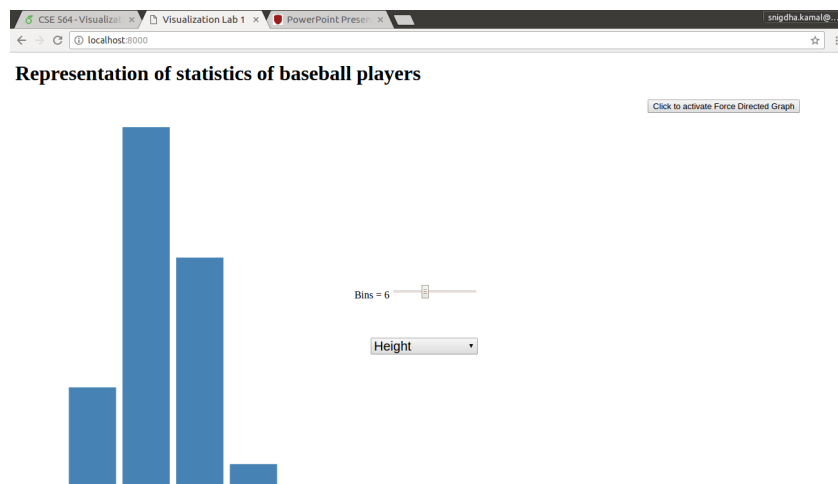 CSE 564 - Visualiza
Visualization Lab 1
PowerPoint Presen
snigdha.kamal@...
localhost:8000
Representation of statistics of baseball players
Click to activate Force Directed Graph
Bins = 6
Height